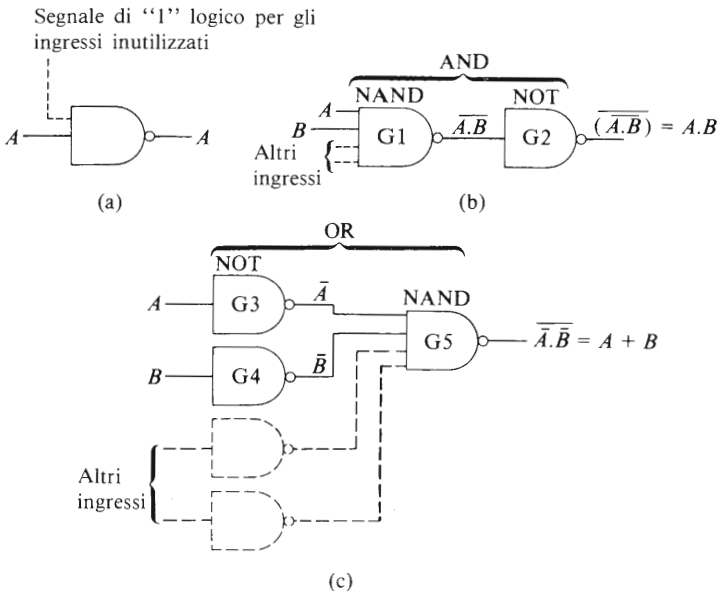 Segnale di “1” logico per gli
ingressi inutilizzati
A
A
(a)
AND
NAND
NOT
A
B
G1
A̅.̅B̅
G2
(̅A̅.̅B̅)̅ = A.B
Altri
ingressi
(b)
OR
NOT
A
G3
Ā
NAND
G5
Ā.B̄ = A + B
B
G4
B̄
Altri
ingressi
(c)